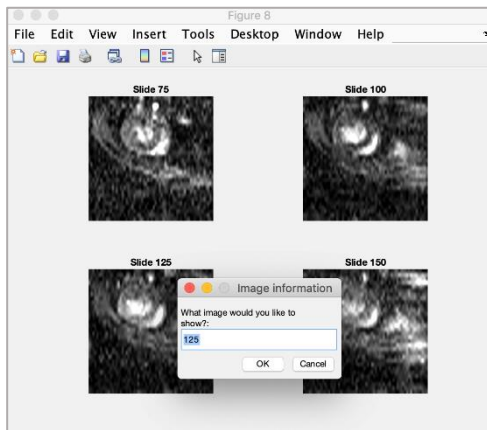 Figure 8
File Edit View Insert Tools Desktop Window Help
Slide 75
Slide 100
Slide 125
Slide 150
Image information
What image would you like to
show?:
125
OK Cancel